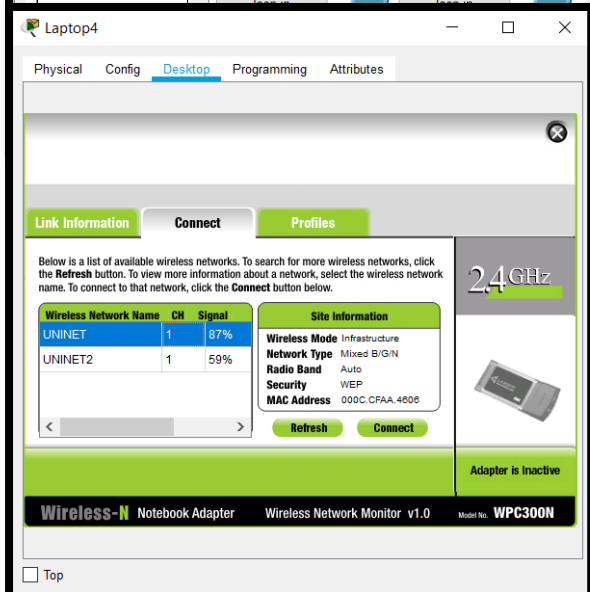 Laptop4
Physical Config Desktop Programming Attributes
Link Information Connect Profiles
Below is a list of available wireless networks. To search for more wireless networks, click
the Refresh button. To view more information about a network, select the wireless network
name. To connect to that network, click the Connect button below.
2.4GHz
Wireless Network Name CH Signal
UNINET 1 87%
UNINET2 1 59%
Site Information
Wireless Mode Infrastructure
Network Type Mixed B/G/N
Radio Band Auto
Security WEP
MAC Address 000C.CFAA.4606
Refresh Connect
Adapter is Inactive
Wireless-N Notebook Adapter Wireless Network Monitor v1.0 Model No. WPC300N
Top